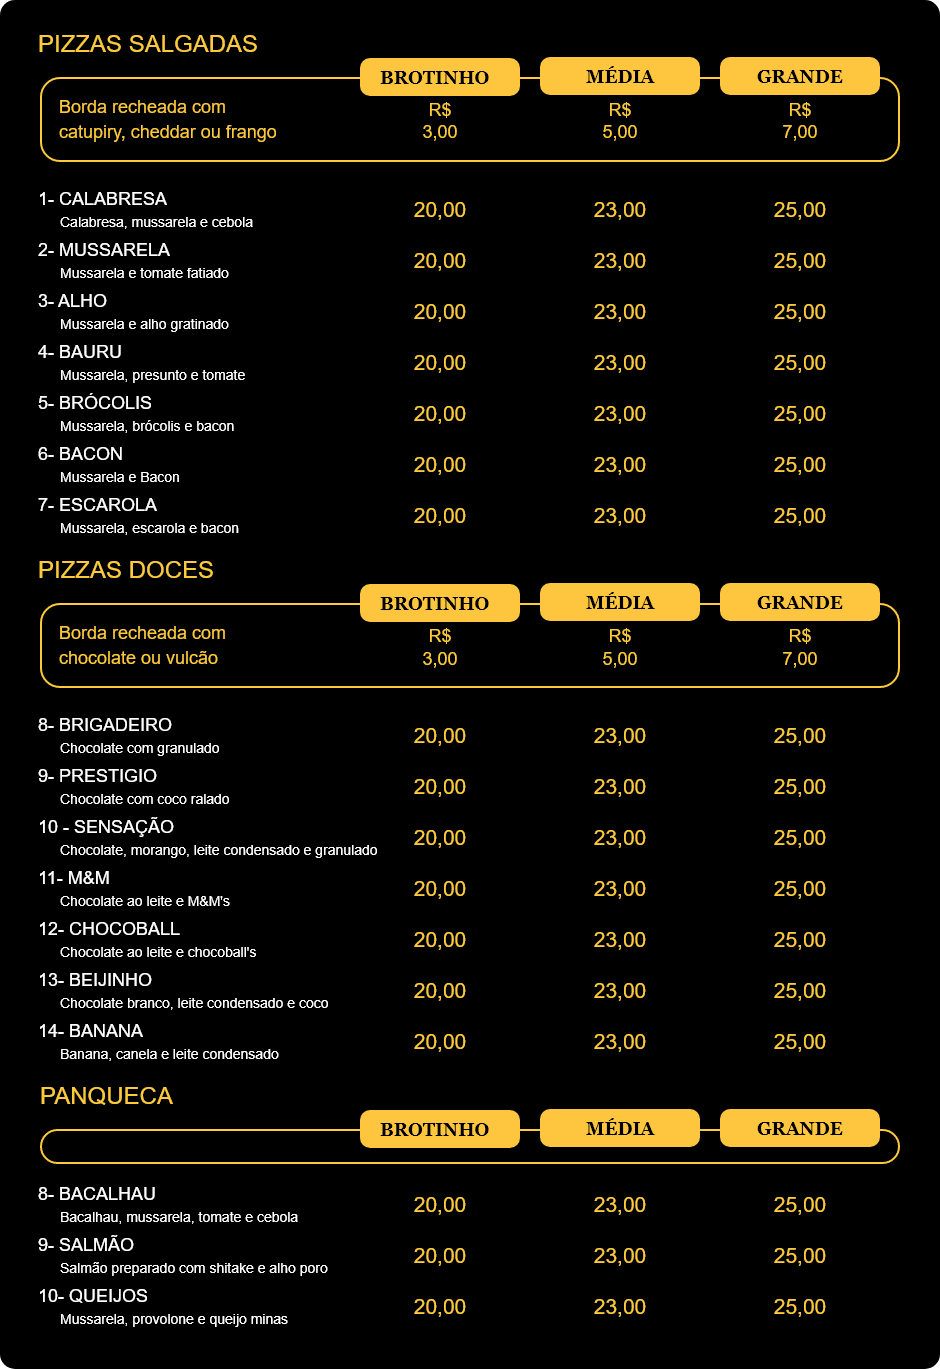 PIZZAS SALGADAS
BROTINHO MÉDIA GRANDE
Borda recheada com R$ R$ R$
catupiry, cheddar ou frango 3,00 5,00 7,00
1- CALABRESA 20,00 23,00 25,00
Calabresa, mussarela e cebola
2- MUSSARELA 20,00 23,00 25,00
Mussarela e tomate fatiado
3- ALHO 20,00 23,00 25,00
Mussarela e alho gratinado
4- BAURU 20,00 23,00 25,00
Mussarela, presunto e tomate
5- BRÓCOLIS 20,00 23,00 25,00
Mussarela, brócolis e bacon
6- BACON 20,00 23,00 25,00
Mussarela e Bacon
7- ESCAROLA 20,00 23,00 25,00
Mussarela, escarola e bacon
PIZZAS DOCES
BROTINHO MÉDIA GRANDE
Borda recheada com R$ R$ R$
chocolate ou vulcão 3,00 5,00 7,00
8- BRIGADEIRO 20,00 23,00 25,00
Chocolate com granulado
9- PRESTIGIO 20,00 23,00 25,00
Chocolate com coco ralado
10 - SENSAÇÃO 20,00 23,00 25,00
Chocolate, morango, leite condensado e granulado
11- M&M 20,00 23,00 25,00
Chocolate ao leite e M&M's
12- CHOCOBALL 20,00 23,00 25,00
Chocolate ao leite e chocoball's
13- BEIJINHO 20,00 23,00 25,00
Chocolate branco, leite condensado e coco
14- BANANA 20,00 23,00 25,00
Banana, canela e leite condensado
PANQUECA
BROTINHO MÉDIA GRANDE
8- BACALHAU 20,00 23,00 25,00
Bacalhau, mussarela, tomate e cebola
9- SALMÃO 20,00 23,00 25,00
Salmão preparado com shitake e alho poro
10- QUEIJOS 20,00 23,00 25,00
Mussarela, provolone e queijo minas